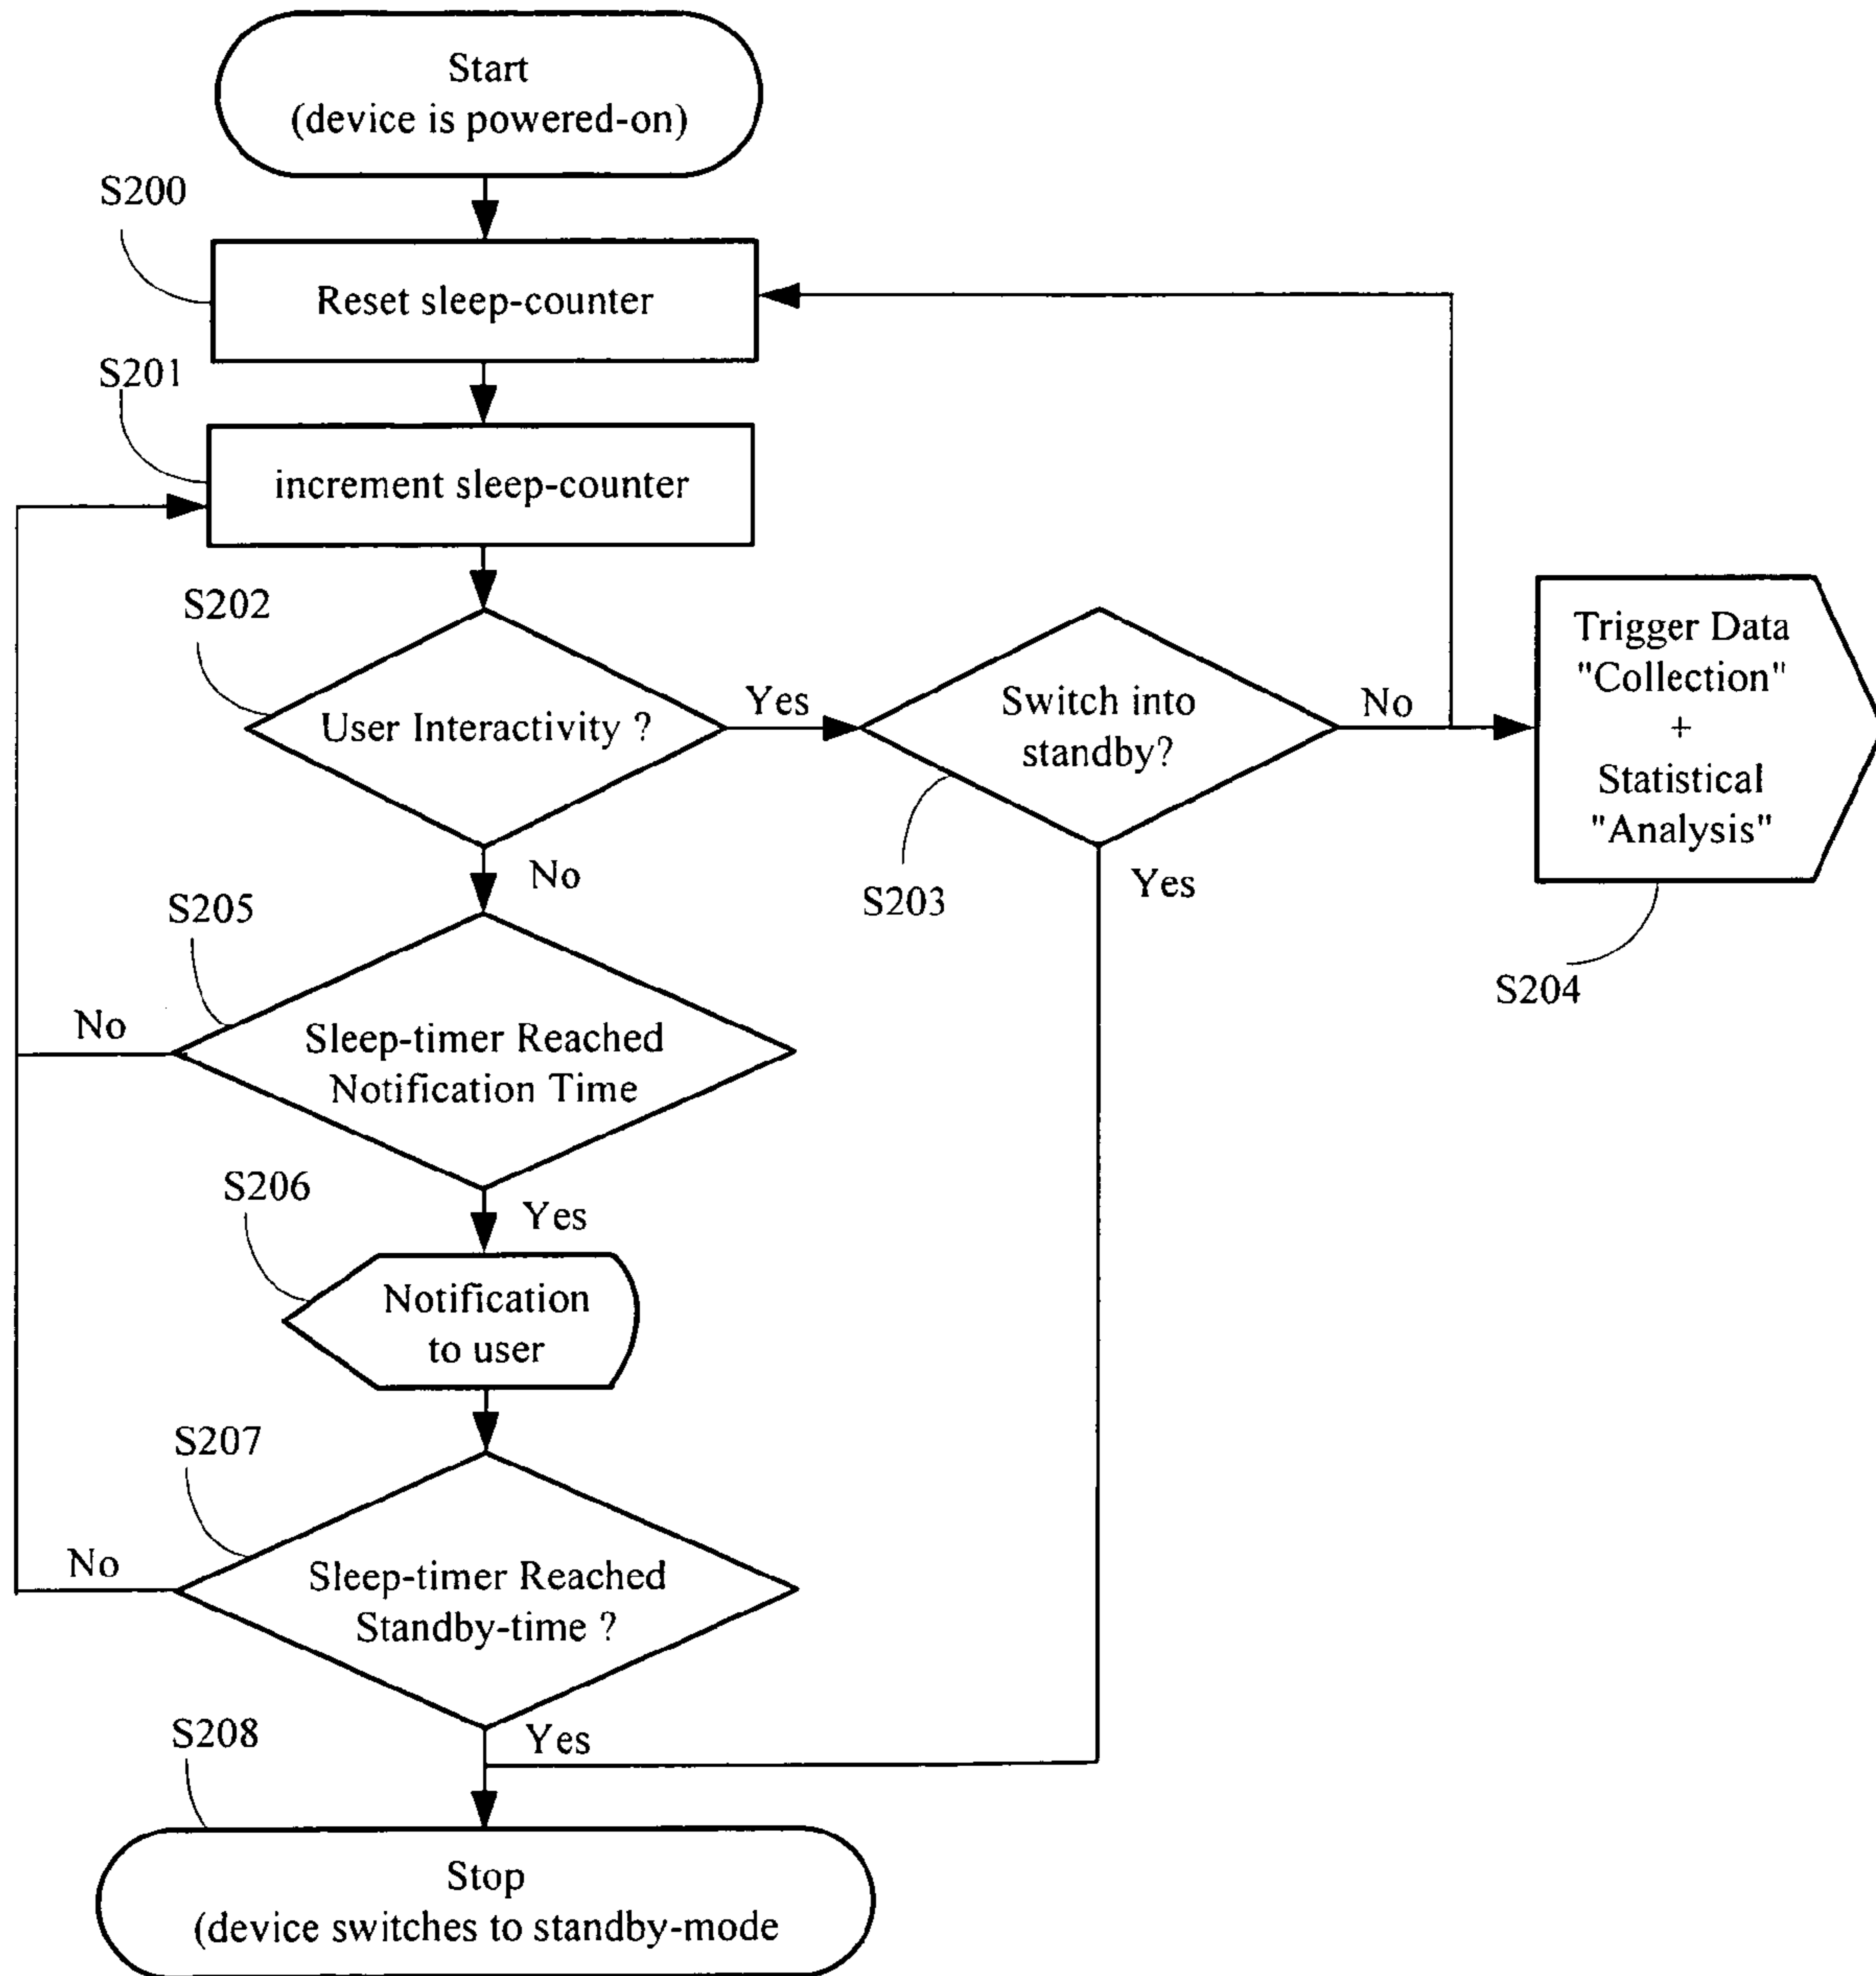 Start
(device is powered-on)
S200
Reset sleep-counter
S201
increment sleep-counter
S202
User Interactivity ?
Yes
Switch into
standby?
No
Trigger Data
"Collection"
+
Statistical
"Analysis"
S203
Yes
S204
No
S205
Sleep-timer Reached
Notification Time
No
S206
Yes
Notification
to user
S207
No
Sleep-timer Reached
Standby-time ?
S208
Yes
Stop
(device switches to standby-mode